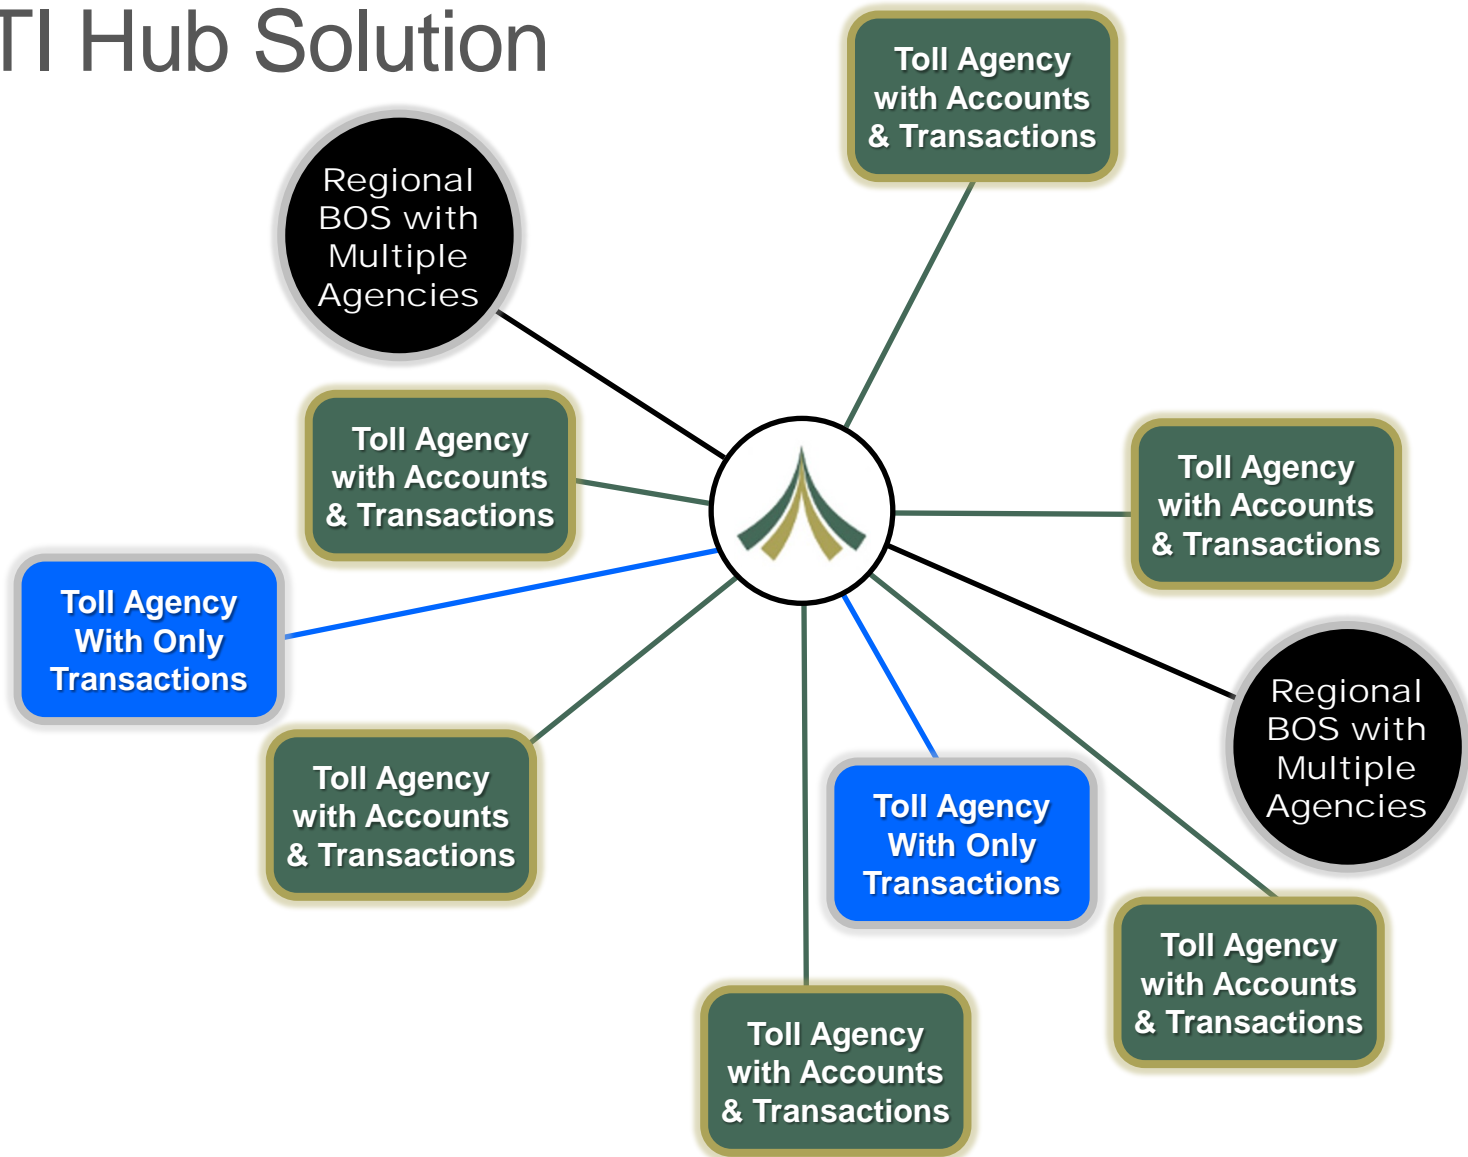 TI Hub Solution
Toll Agency
with Accounts
& Transactions
Regional
BOS with
Multiple
Agencies
Toll Agency
with Accounts
& Transactions
Toll Agency
with Accounts
& Transactions
Toll Agency
With Only
Transactions
Regional
BOS with
Multiple
Agencies
Toll Agency
with Accounts
& Transactions
Toll Agency
With Only
Transactions
Toll Agency
with Accounts
& Transactions
Toll Agency
with Accounts
& Transactions